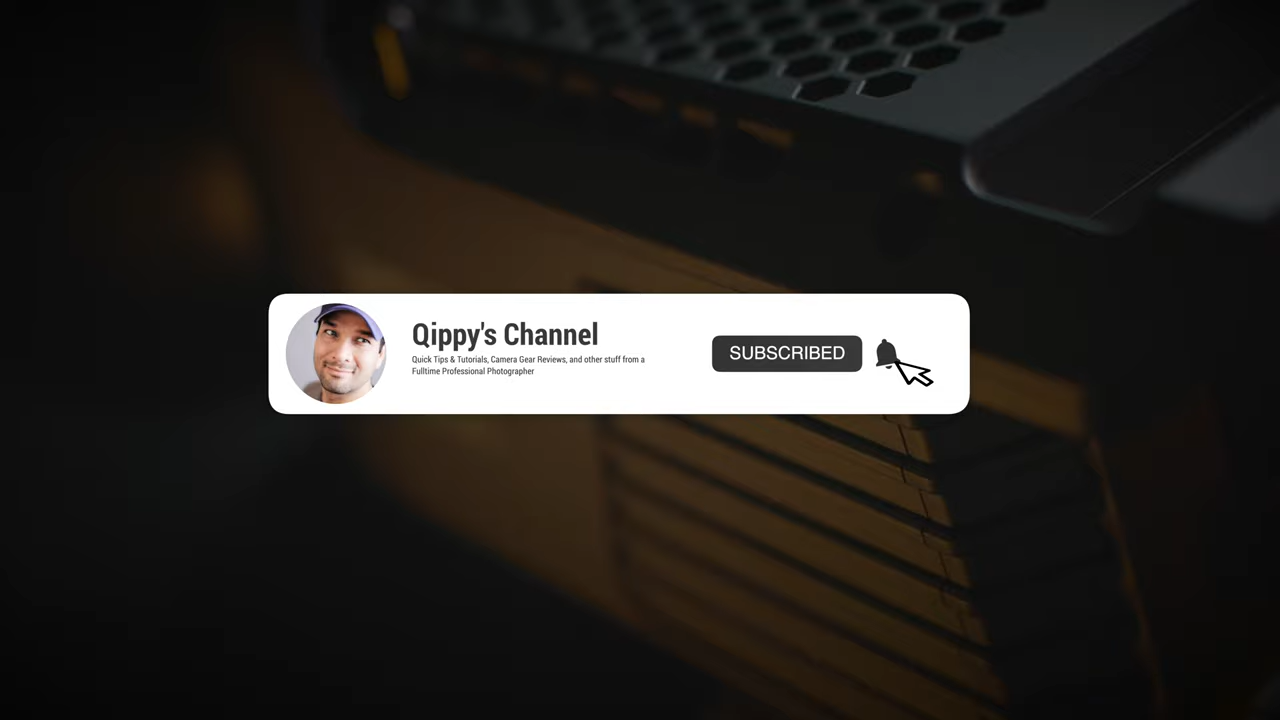 Qippy's Channel
Quick Tips & Tutorials, Camera Gear Reviews, and other stuff from a
Fulltime Professional Photographer
SUBSCRIBED